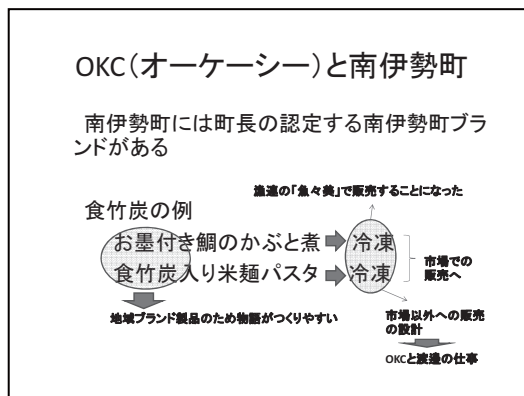 OKC（オーケーシー）と南伊勢町
南伊勢町には町長の認定する南伊勢町ブラ
ンドがある
漁連の「魚々美」で販売することになった
食竹炭の例
お墨付き鯛のかぶと煮
冷凍
食竹炭入り米麺パスタ
冷凍
市場での
販売へ
地域ブランド製品のため物語がつくりやすい
市場以外への販売
の設計
OKCと渡邉の仕事